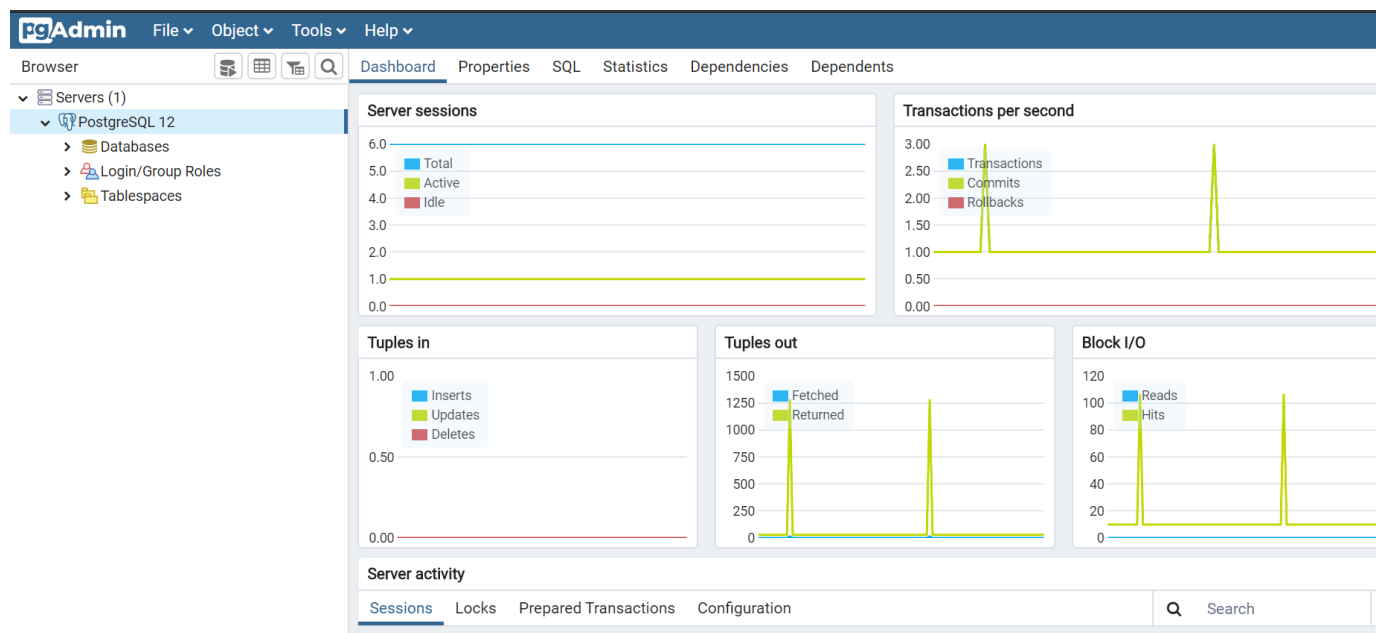 pgAdmin File Object Tools Help
Browser
Dashboard Properties SQL Statistics Dependencies Dependents
Servers (1)
PostgreSQL 12
Databases
Login/Group Roles
Tablespaces
Server sessions
6.0
5.0
4.0
3.0
2.0
1.0
0.0
Total
Active
Idle
Transactions per second
3.00
2.50
2.00
1.50
1.00
0.50
0.00
Transactions
Commits
Rollbacks
Tuples in
1.00
0.50
0.00
Inserts
Updates
Deletes
Tuples out
1500
1250
1000
750
500
250
0
Fetched
Returned
Block I/O
120
100
80
60
40
20
0
Reads
Hits
Server activity
Sessions Locks Prepared Transactions Configuration
Search